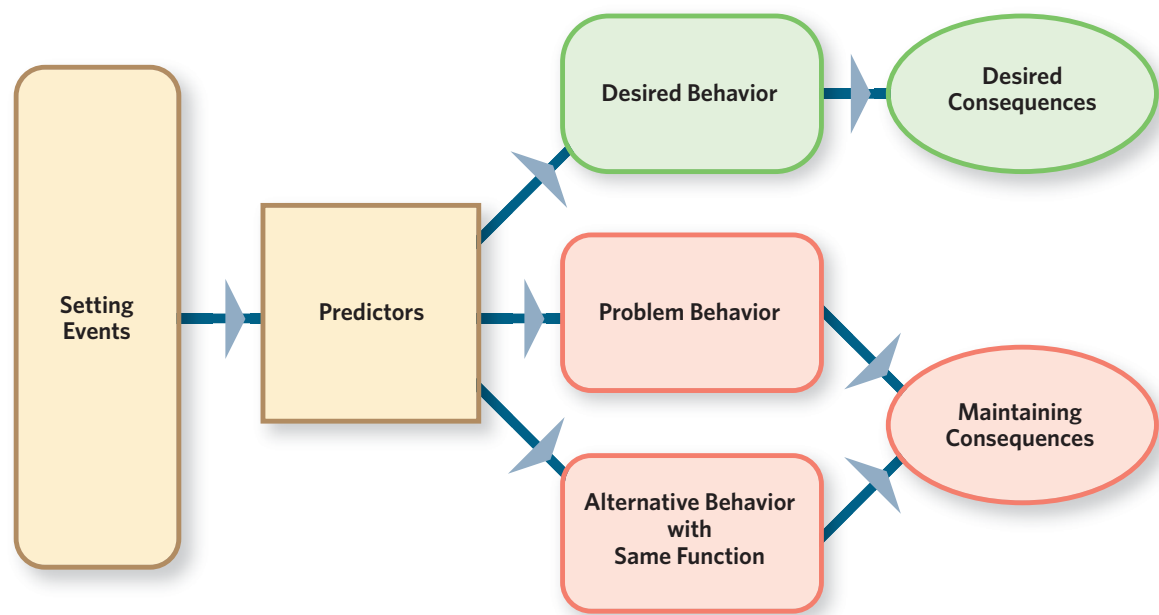 Setting
Events
Predictors
Desired Behavior
Desired
Consequences
Problem Behavior
Maintaining
Consequences
Alternative Behavior
with
Same Function